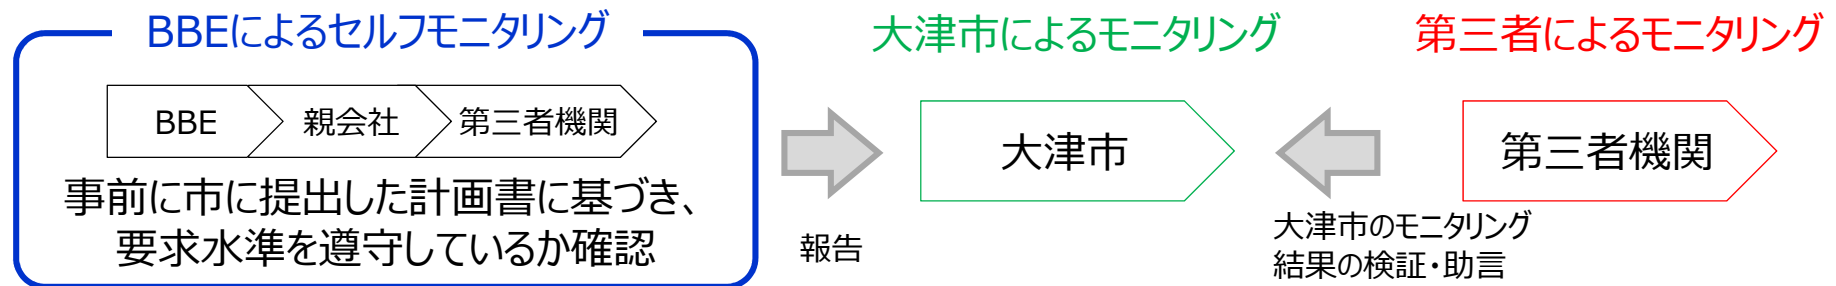 BBEによるセルフモニタリング
BBE
親会社
第三者機関
事前に市に提出した計画書に基づき、
要求水準を遵守しているか確認
報告
大津市によるモニタリング
大津市
第三者によるモニタリング
第三者機関
大津市のモニタリング
結果の検証・助言